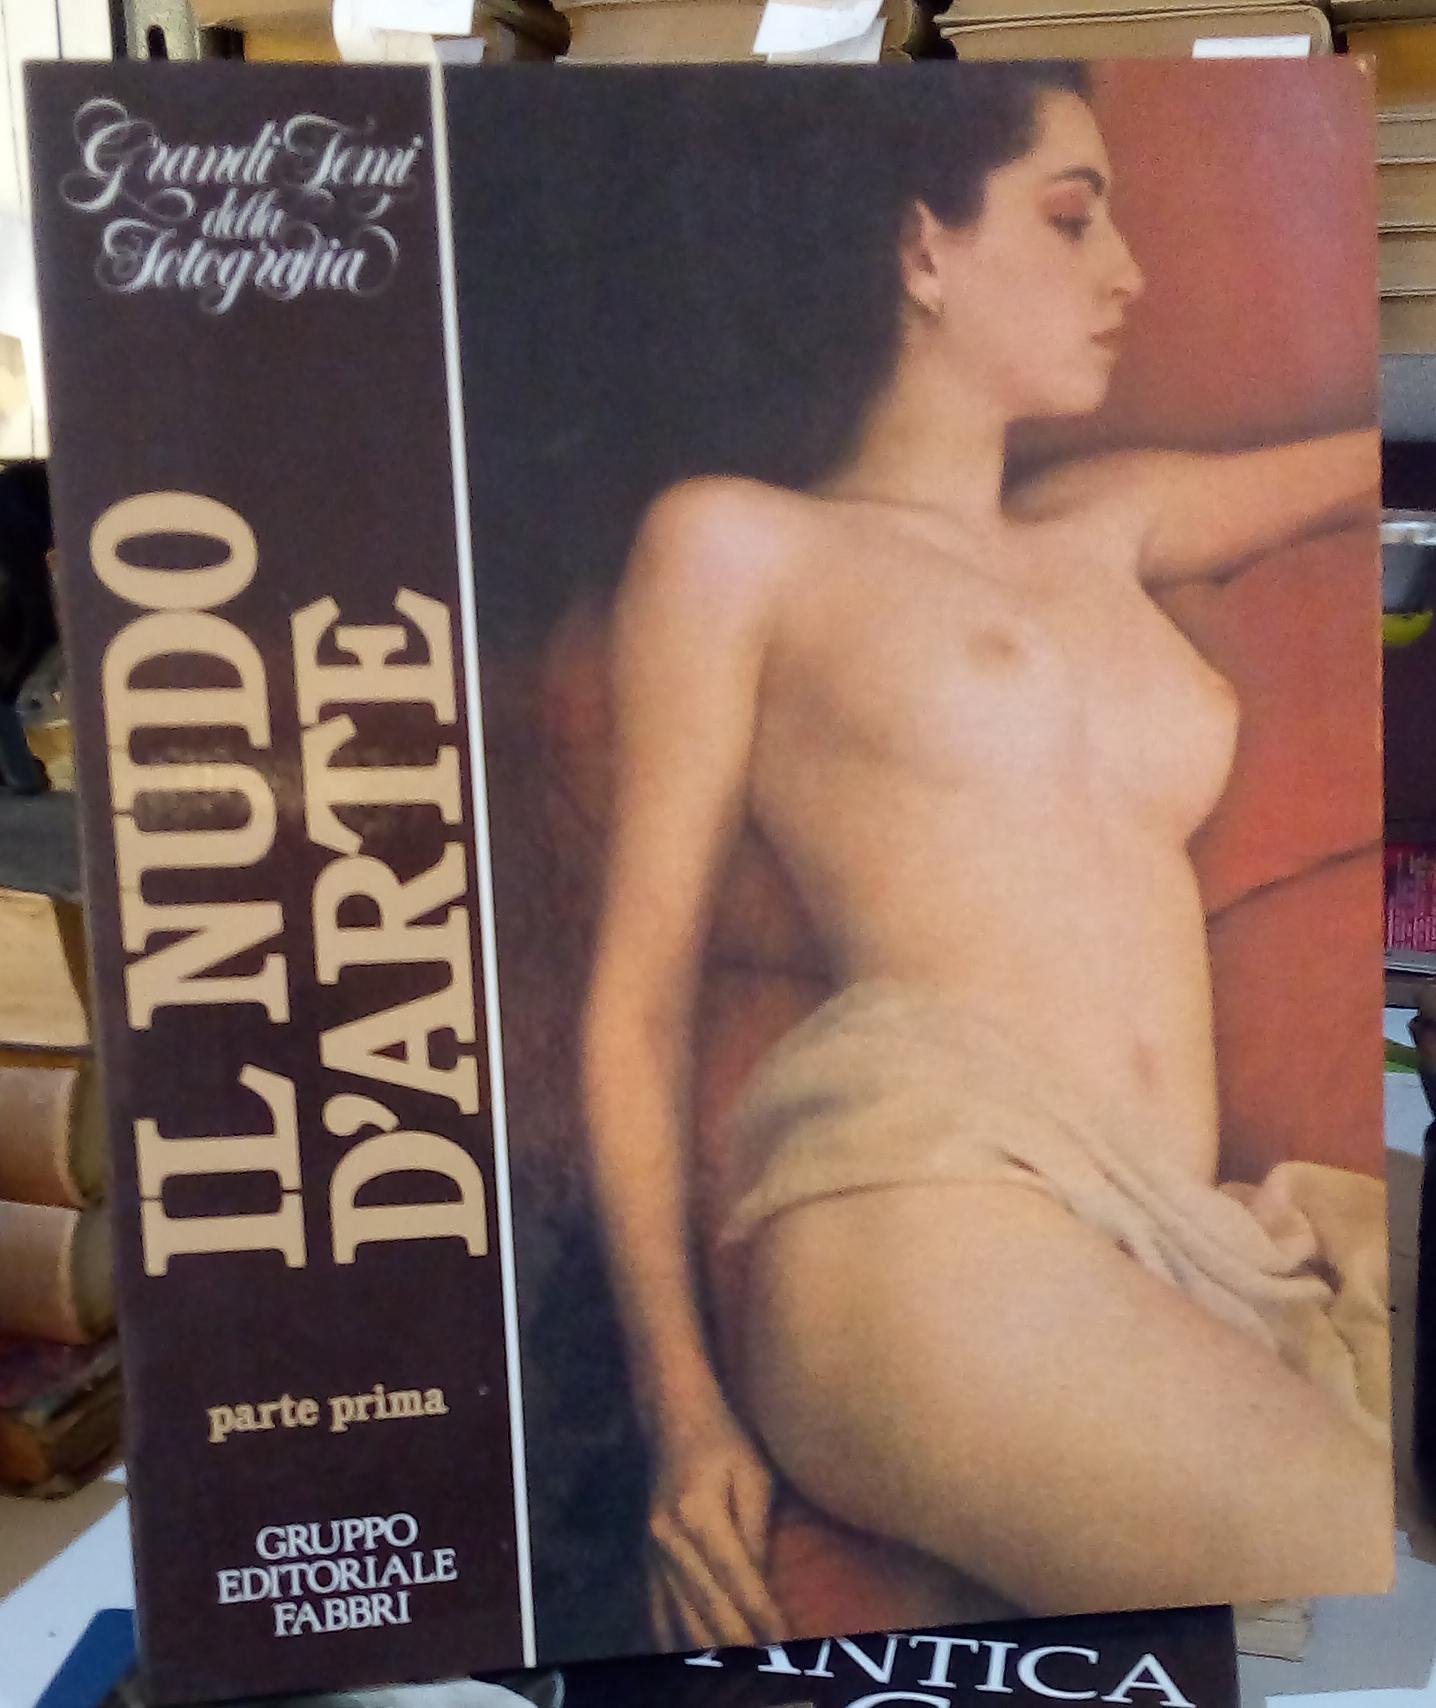 Grandi Temi
della
Fotografia
IL NUDO
D'ARTE
parte prima
GRUPPO
EDITORIALE
FABBRI
ANTICA